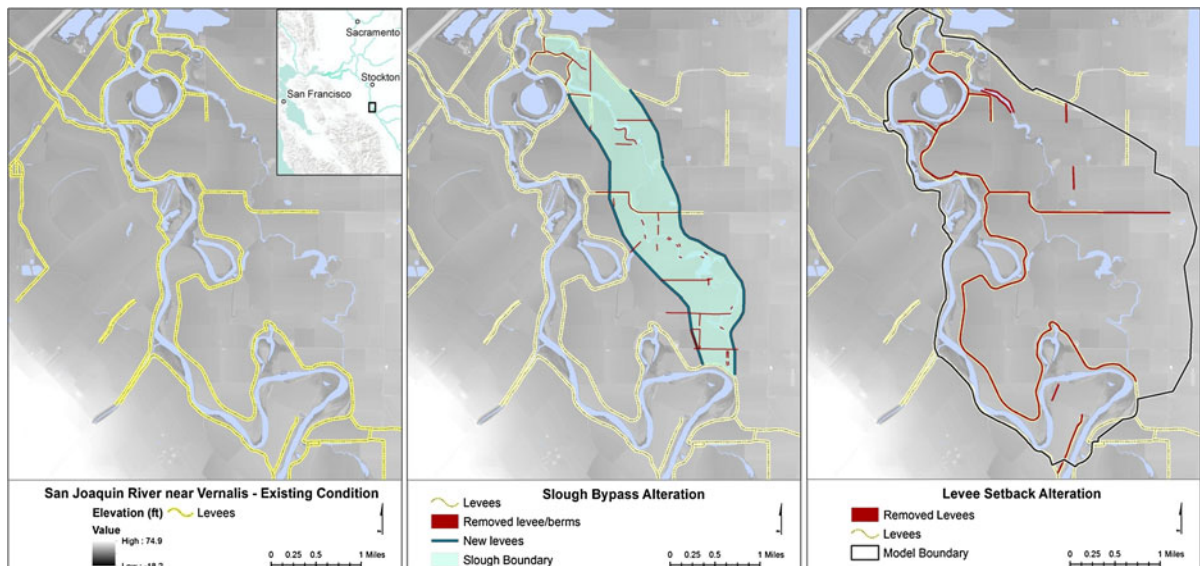 Sacramento
Stockton
San Francisco
San Joaquin River near Vernalis - Existing Condition
Elevation (ft)
Levees
Value
High : 74.9
0 0.25 0.5 1 Miles
Slough Bypass Alteration
Levees
Removed levee/berms
New levees
Slough Boundary
0 0.25 0.5 1 Miles
Levee Setback Alteration
Removed Levees
Levees
Model Boundary
0 0.25 0.5 1 Miles